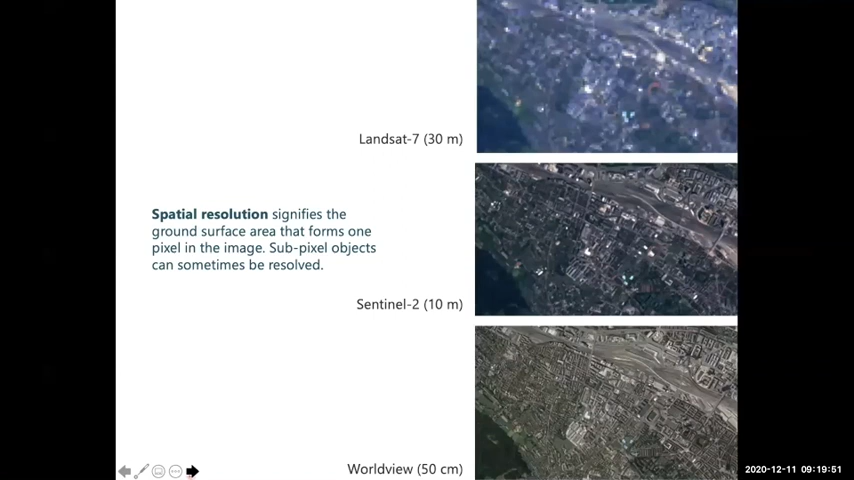 Landsat-7 (30 m)
Spatial resolution signifies the
ground surface area that forms one
pixel in the image. Sub-pixel objects
can sometimes be resolved.
Sentinel-2 (10 m)
Worldview (50 cm)
2020-12-11 09:19:51